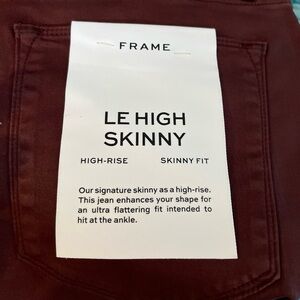 FRAME
LE HIGH
SKINNY
HIGH-RISE SKINNY FIT
Our signature skinny as a high-rise.
This jean enhances your shape for
an ultra flattering fit intended to
hit at the ankle.